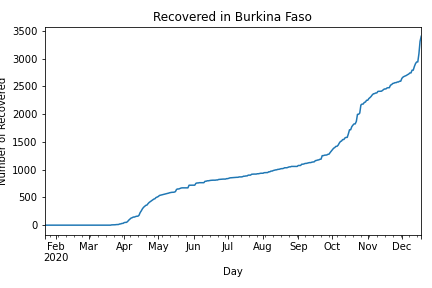 Recovered in Burkina Faso
Number of Recovered
3500
3000
2500
2000
1500
1000
500
0
Feb Mar Apr May Jun Jul Aug Sep Oct Nov Dec
2020
Day